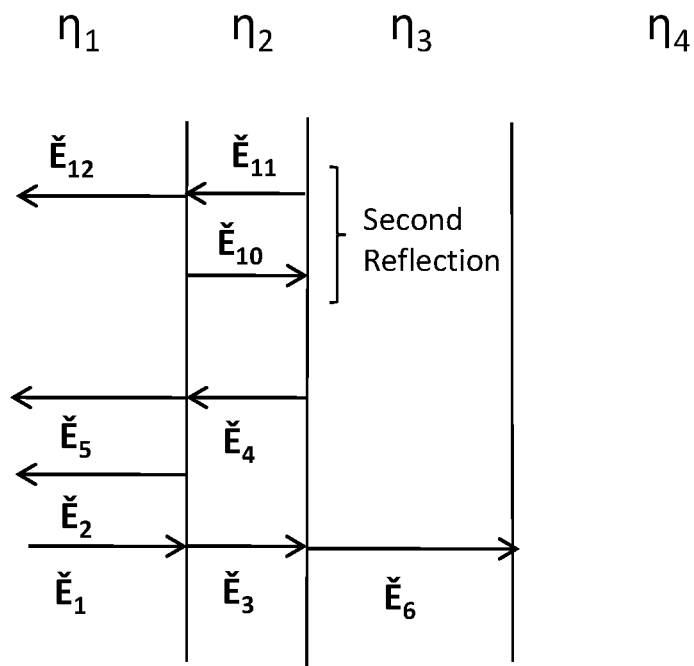 η₁ η₂ η₃ η₄
Ě₁₂ Ě₁₁
Second
Reflection
Ě₁₀
Ě₅ Ě₄
Ě₂
Ě₁ Ě₃ Ě₆